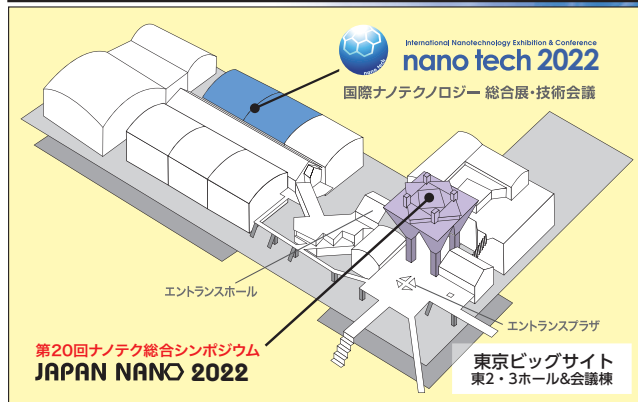 International Nanotechnology Exhibition & Conference
nano tech
nano tech 2022
国際ナノテクノロジー 総合展・技術会議
エントランスホール
エントランスプラザ
第20回ナノテク総合シンポジウム
JAPAN NANO 2022
東京ビッグサイト
東2・3ホール&会議棟